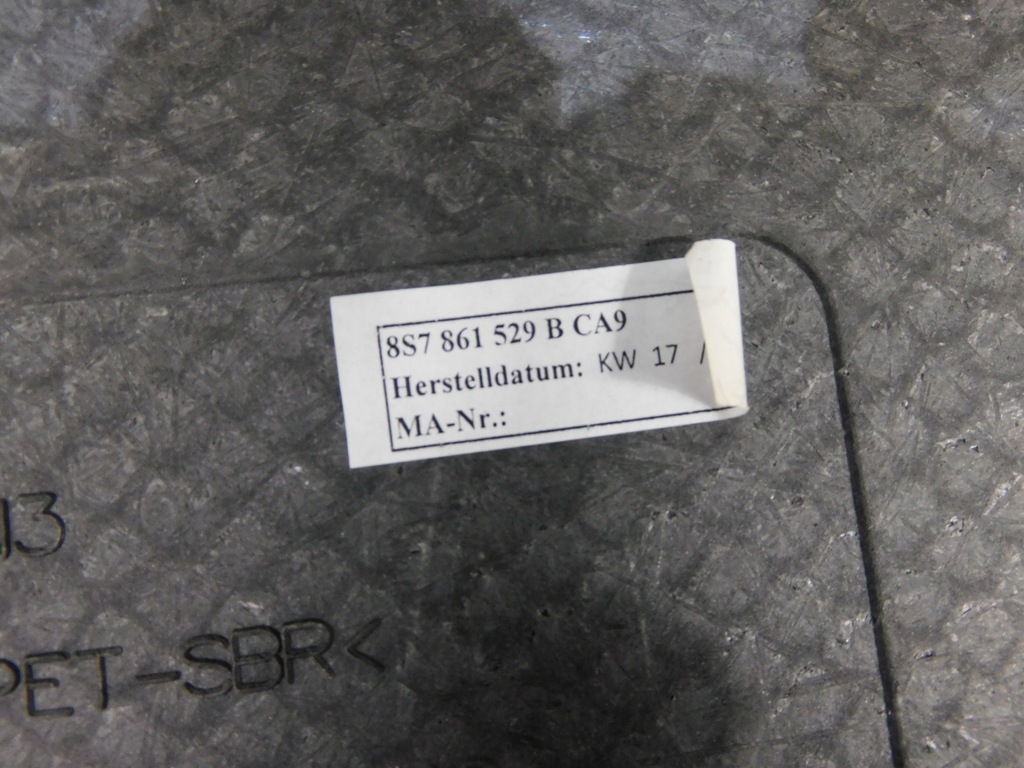 8S7 861 529 B CA9
Herstelldatum: KW 17 /
MA-Nr.:
13
PET-SBR<